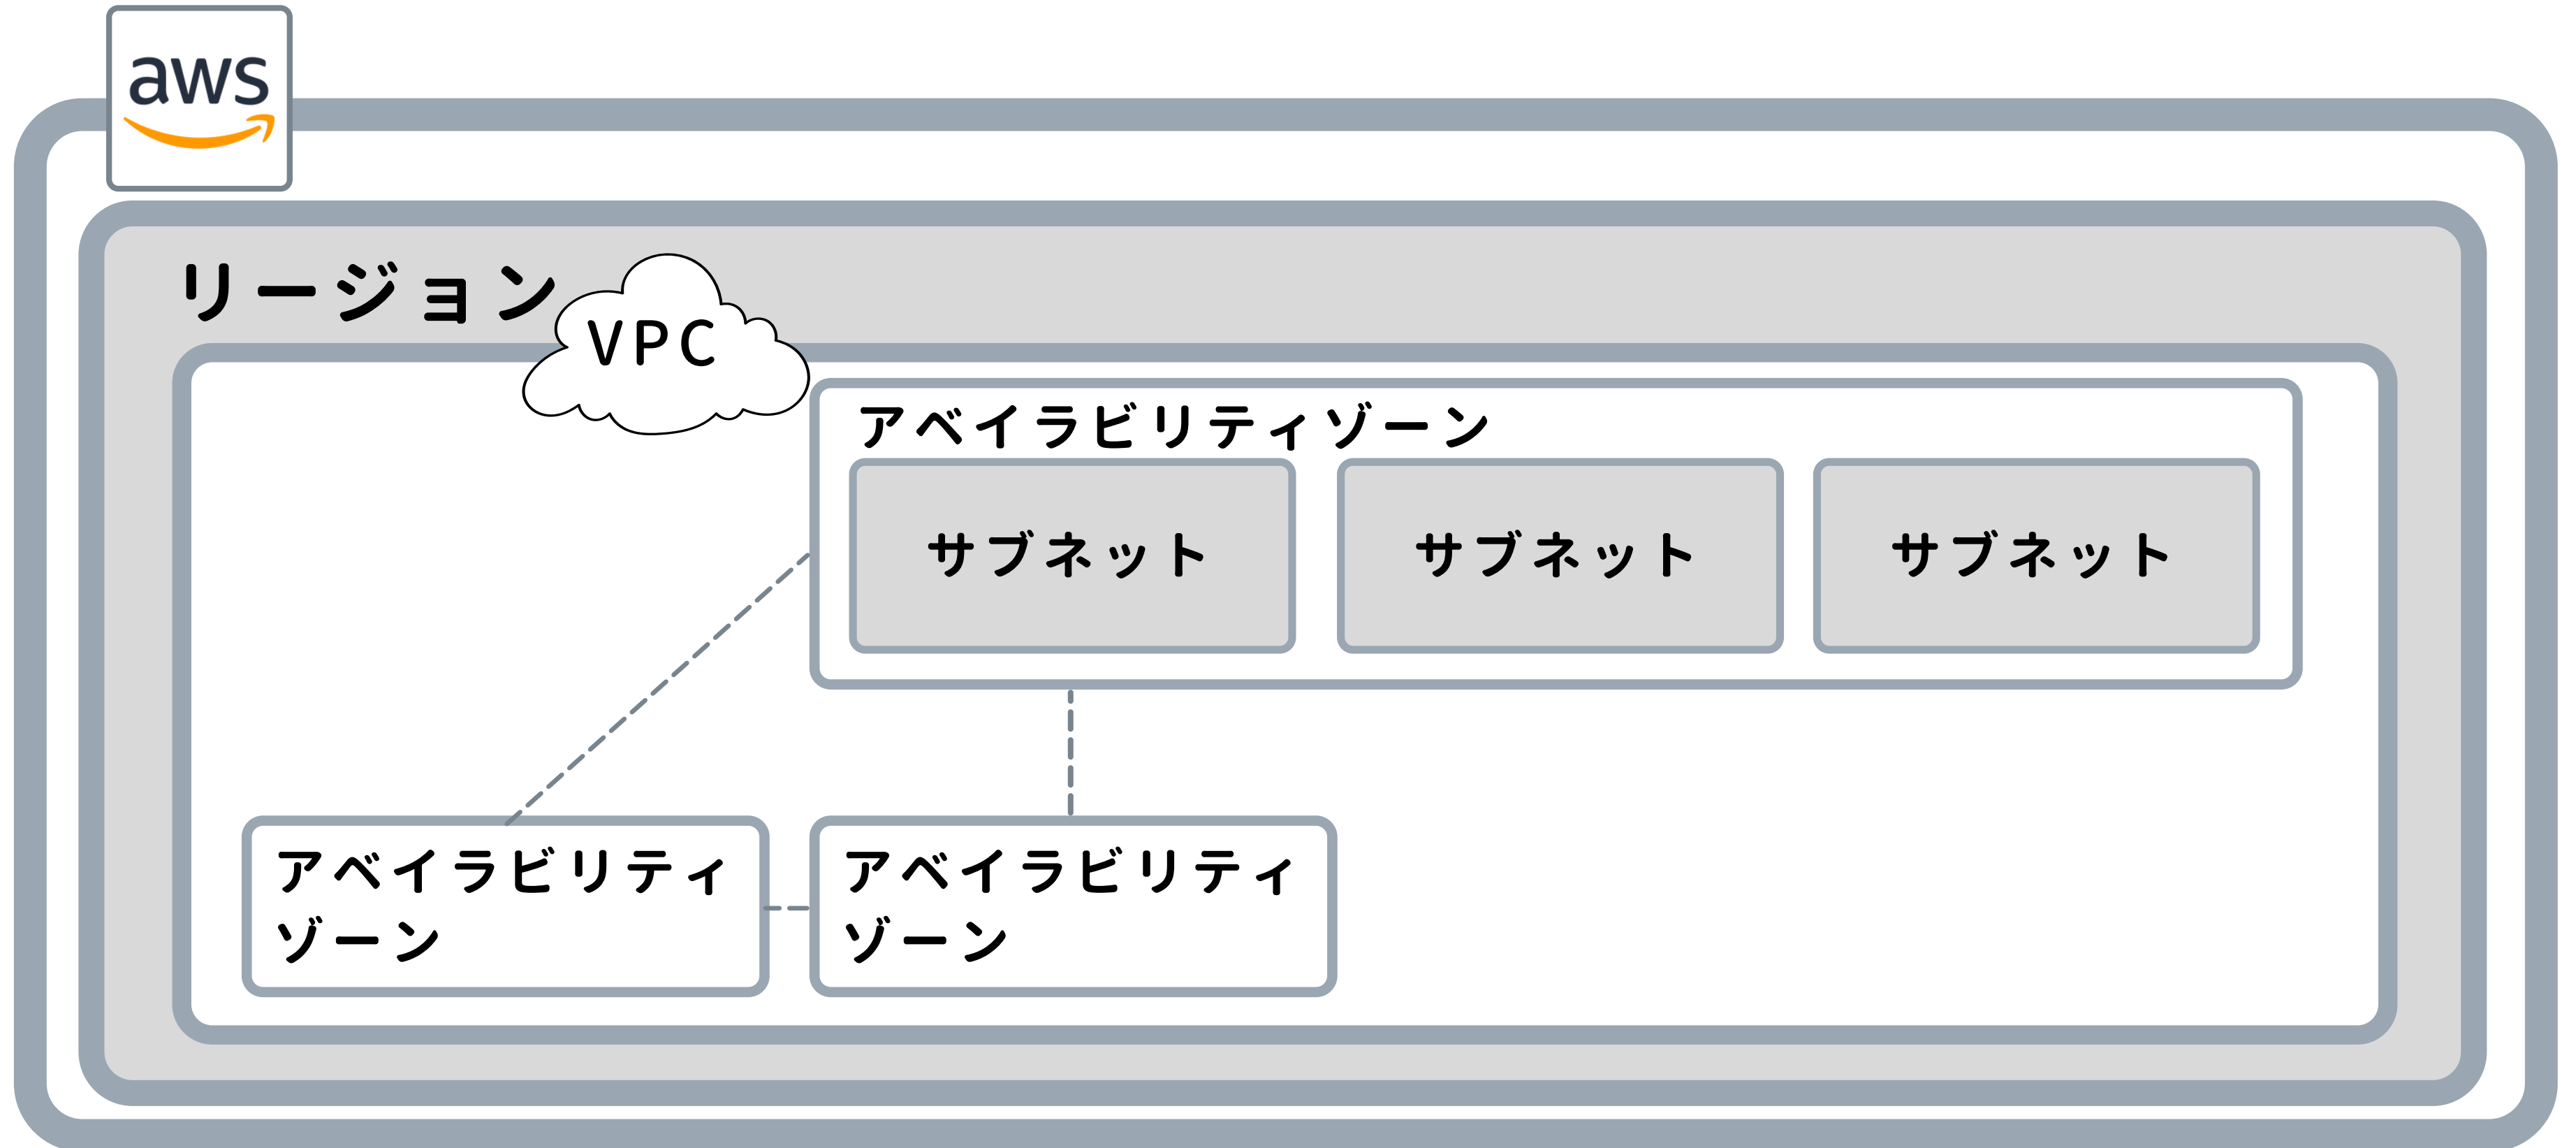 aws
リージョン
VPC
アベイラビリティゾーン
サブネット
サブネット
サブネット
アベイラビリティ
ゾーン
アベイラビリティ
ゾーン